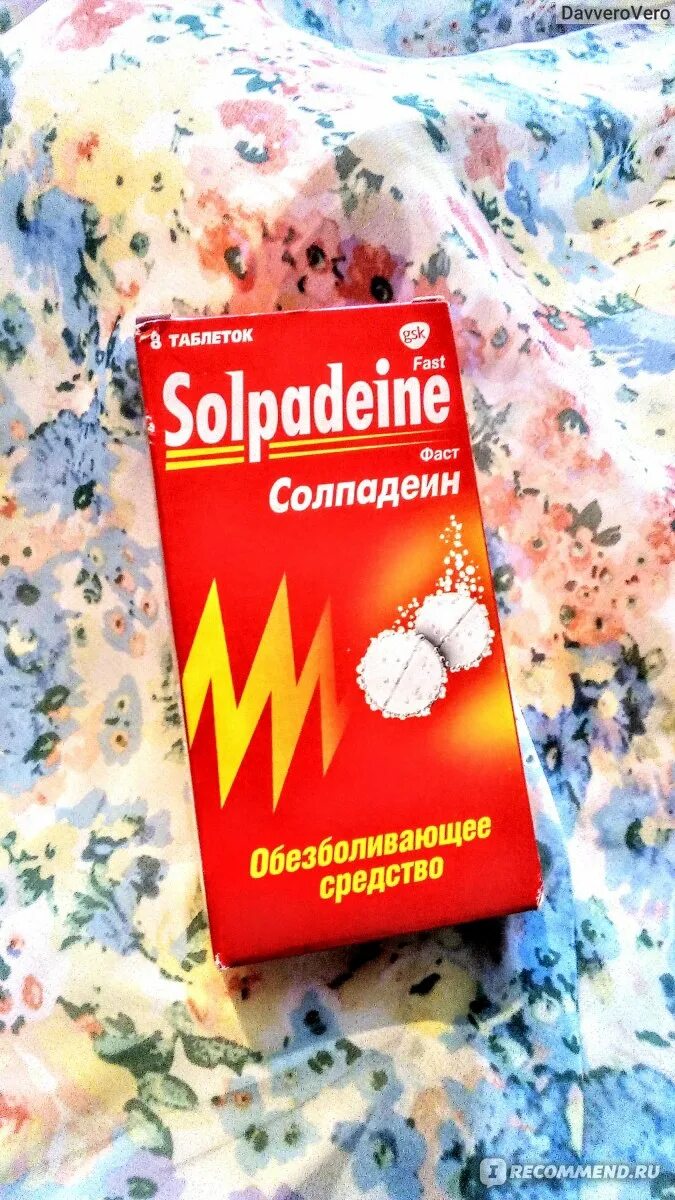 DavveroVero
8 ТАБЛЕТОК
gsk
Fast
Solpadeine
Фаст
Солпадеин
Обезболивающее
средство
I RECOMMEND.RU